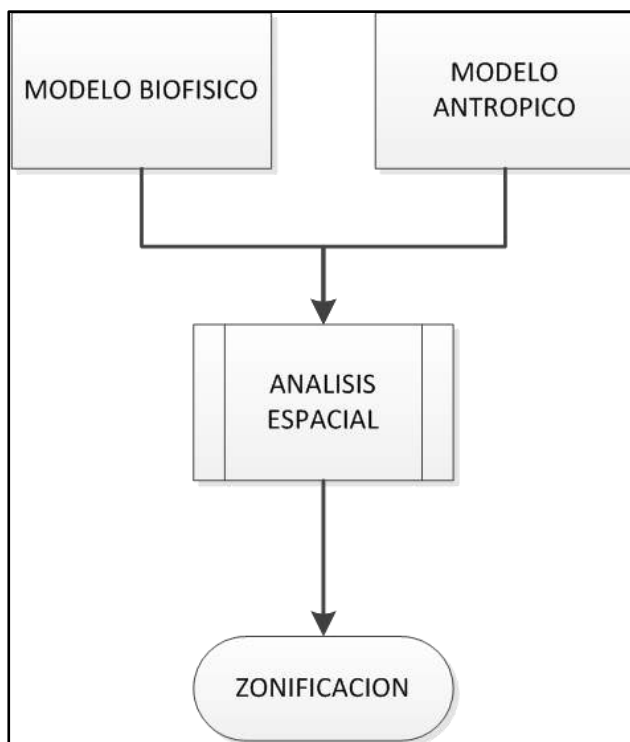 MODELO BIOFISICO
MODELO
ANTROPICO
ANALISIS
ESPACIAL
ZONIFICACION